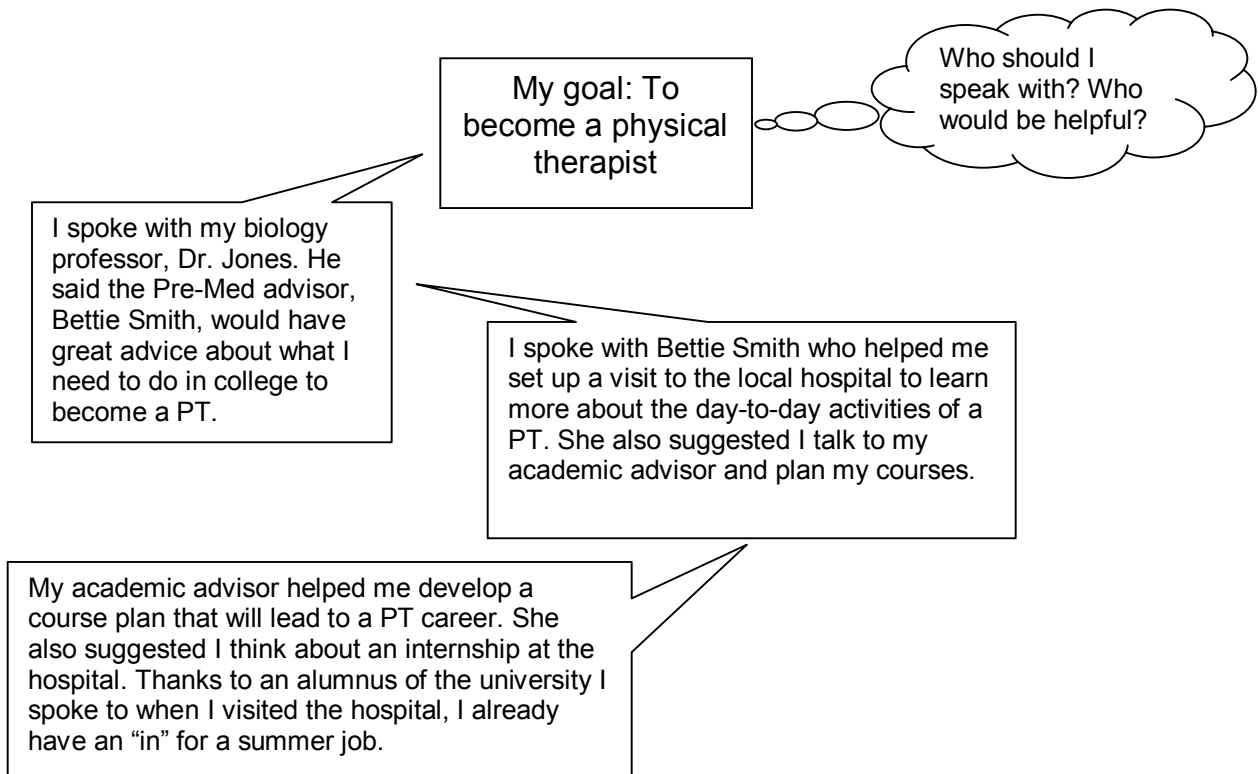 My goal: To
become a physical
therapist
Who should I
speak with? Who
would be helpful?
I spoke with my biology
professor, Dr. Jones. He
said the Pre-Med advisor,
Bettie Smith, would have
great advice about what I
need to do in college to
become a PT.
I spoke with Bettie Smith who helped me
set up a visit to the local hospital to learn
more about the day-to-day activities of a
PT. She also suggested I talk to my
academic advisor and plan my courses.
My academic advisor helped me develop a
course plan that will lead to a PT career. She
also suggested I think about an internship at the
hospital. Thanks to an alumnus of the university I
spoke to when I visited the hospital, I already
have an “in” for a summer job.